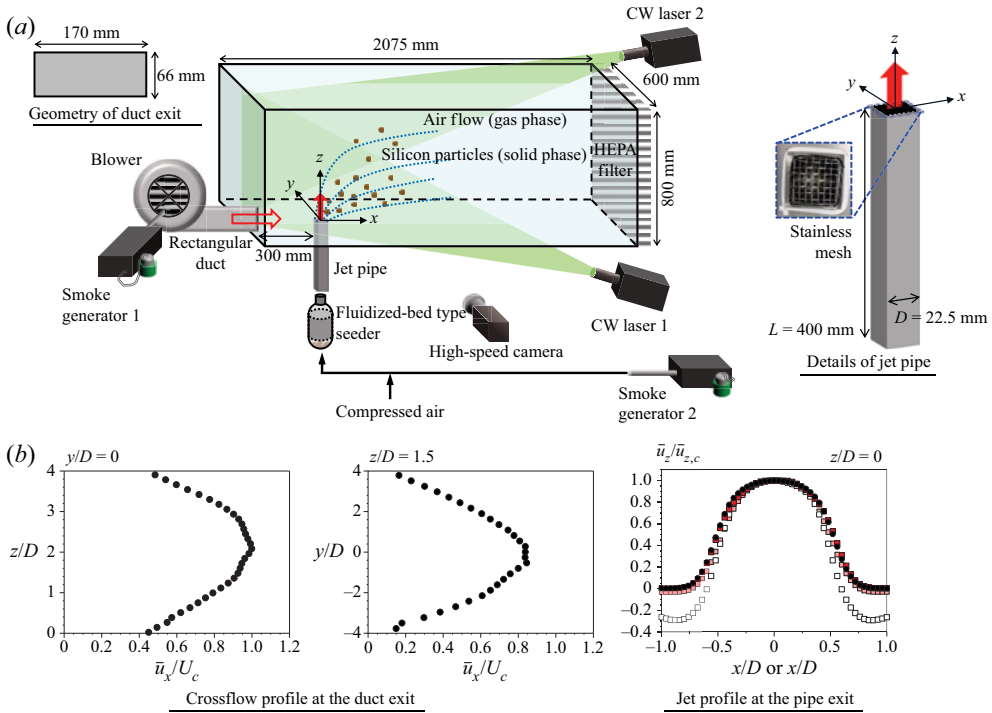 (a)
170 mm
66 mm
Geometry of duct exit
Blower
Rectangular
duct
Smoke
generator 1
2075 mm
CW laser 2
600 mm
Air flow (gas phase)
Silicon particles (solid phase)
HEPA
filter
800 mm
z
y
x
300 mm
Jet pipe
Fluidized-bed type
seeder
High-speed camera
CW laser 1
Compressed air
Smoke
generator 2
z
y
x
Stainless
mesh
L = 400 mm
D = 22.5 mm
Details of jet pipe
(b)
y/D = 0
4
3
2
1
0
z/D
0 0.2 0.4 0.6 0.8 1.0 1.2
ūx/Uc
z/D = 1.5
4
2
0
−2
−4
y/D
0 0.2 0.4 0.6 0.8 1.0 1.2
ūx/Uc
Crossflow profile at the duct exit
ūz/ūz,c
z/D = 0
1.0
0.8
0.6
0.4
0.2
0
−0.2
−0.4
−1.0 −0.5 0 0.5 1.0
x/D or x/D
Jet profile at the pipe exit